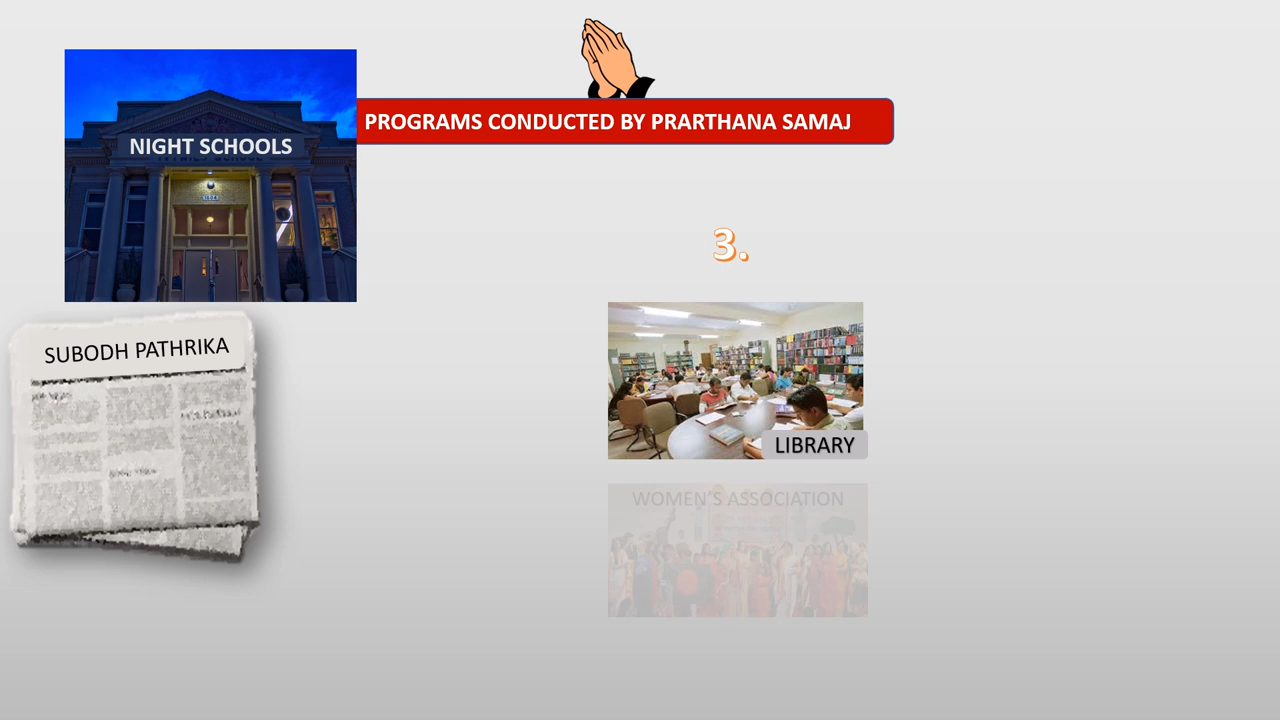 PROGRAMS CONDUCTED BY PRARTHANA SAMAJ
NIGHT SCHOOLS
3.
SUBODH PATHRIKA
LIBRARY
WOMEN'S ASSOCIATION